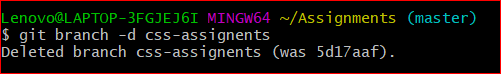 Lenovo@LAPTOP-3FGJEJ6I MINGW64 ~/Assignments (master)
$ git branch -d css-assignents
Deleted branch css-assignents (was 5d17aaf).